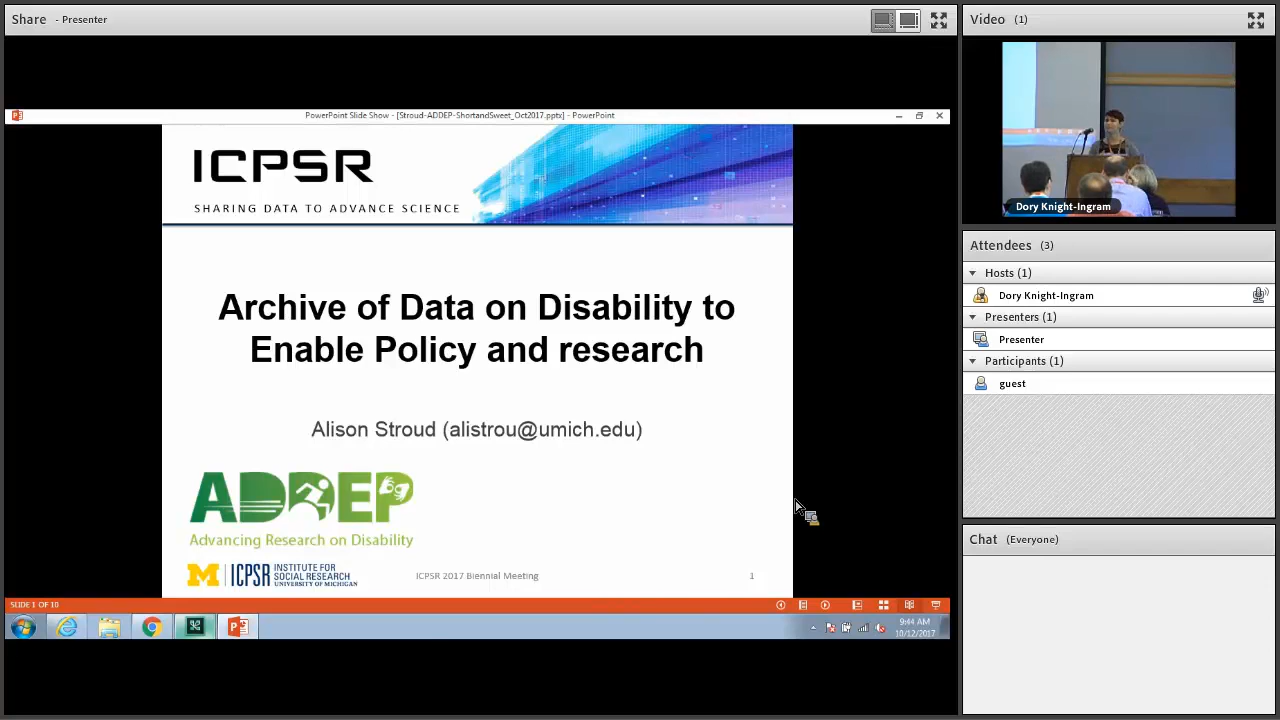 Share - Presenter
PowerPoint Slide Show - [Stroud-ADDEP-ShortandSweet_Oct2017.pptx] - PowerPoint
ICPSR
SHARING DATA TO ADVANCE SCIENCE
Archive of Data on Disability to
Enable Policy and research
Alison Stroud (alistrou@umich.edu)
ADDEP
Advancing Research on Disability
M ICPSR INSTITUTE FOR
SOCIAL RESEARCH
UNIVERSITY OF MICHIGAN
ICPSR 2017 Biennial Meeting
1
SLIDE 1 OF 10
9:44 AM
10/12/2017
Video (1)
Dory Knight-Ingram
Attendees (3)
Hosts (1)
Dory Knight-Ingram
Presenters (1)
Presenter
Participants (1)
guest
Chat (Everyone)